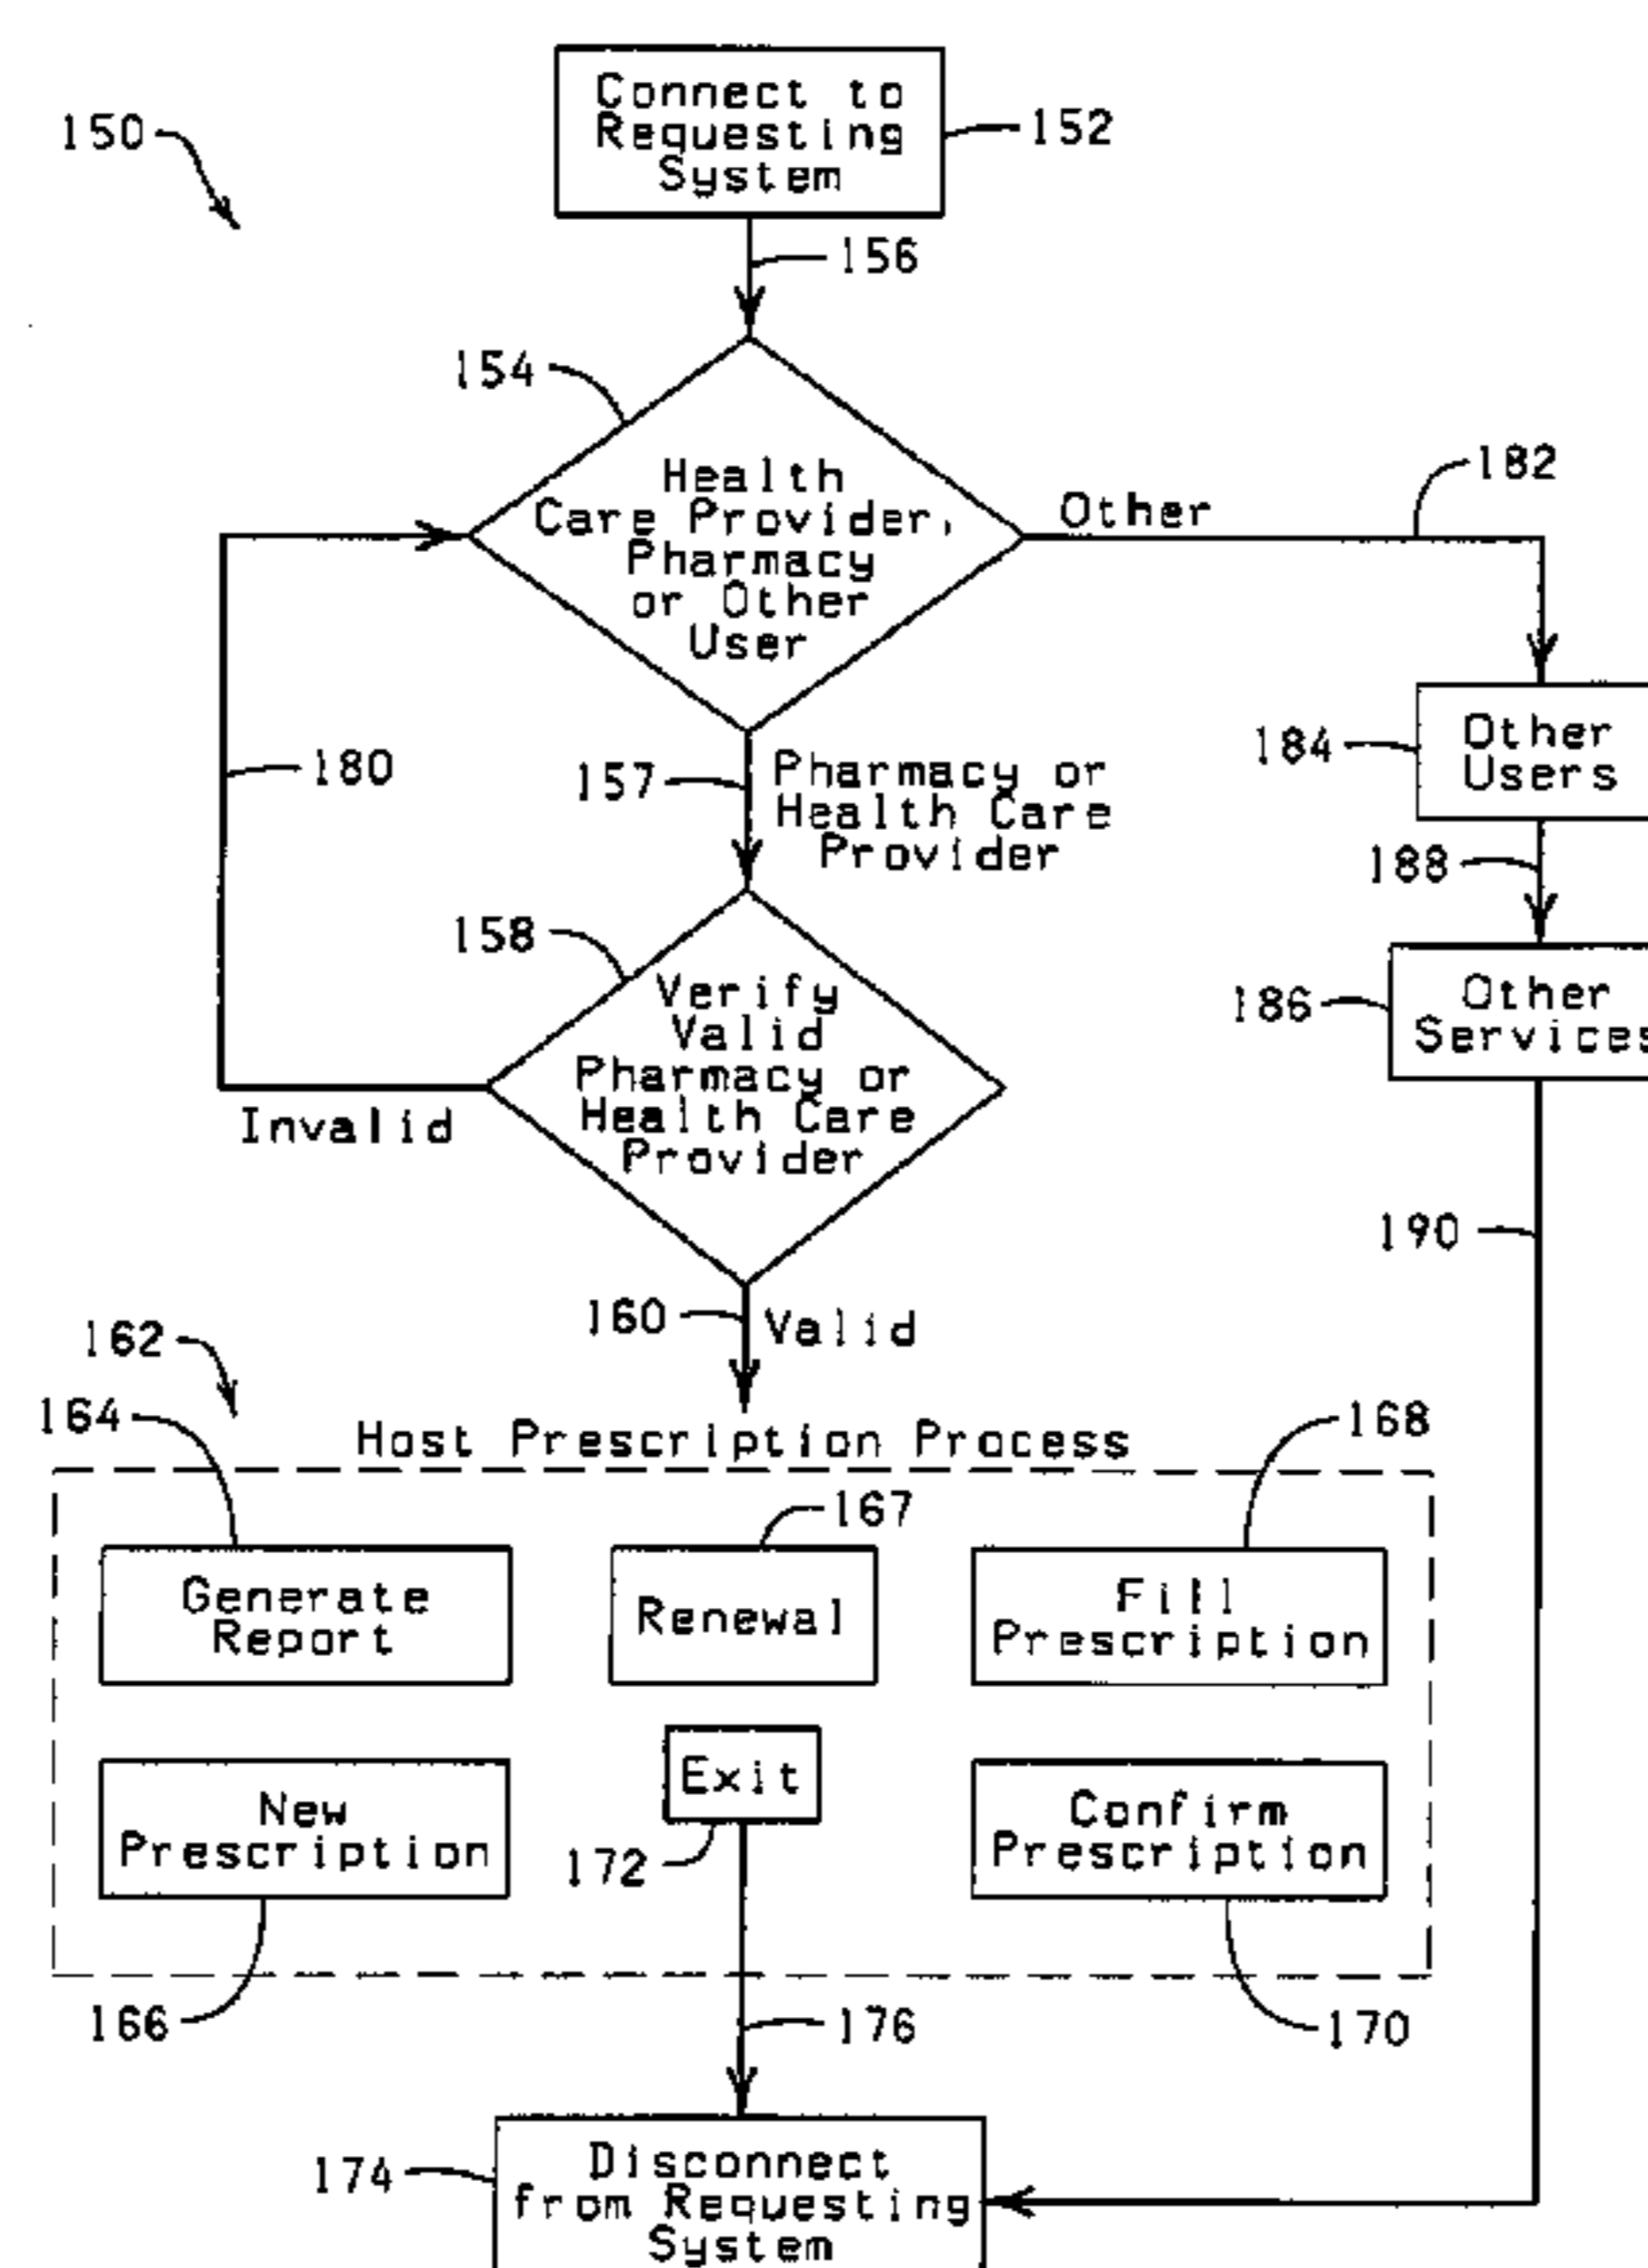 Connect to
Requesting
System
150
152
156
154
Health
Care Provider,
Pharmacy
or Other
User
Other
182
180
157
Pharmacy or
Health Care
Provider
184
Other
Users
188
158
Verify
Valid
Pharmacy or
Health Care
Provider
Invalid
186
Other
Services
190
160
Valid
162
164
Host Prescription Process
168
167
Generate
Report
Renewal
Fill
Prescription
New
Prescription
Exit
172
Confirm
Prescription
166
176
170
174
Disconnect
from Requesting
System